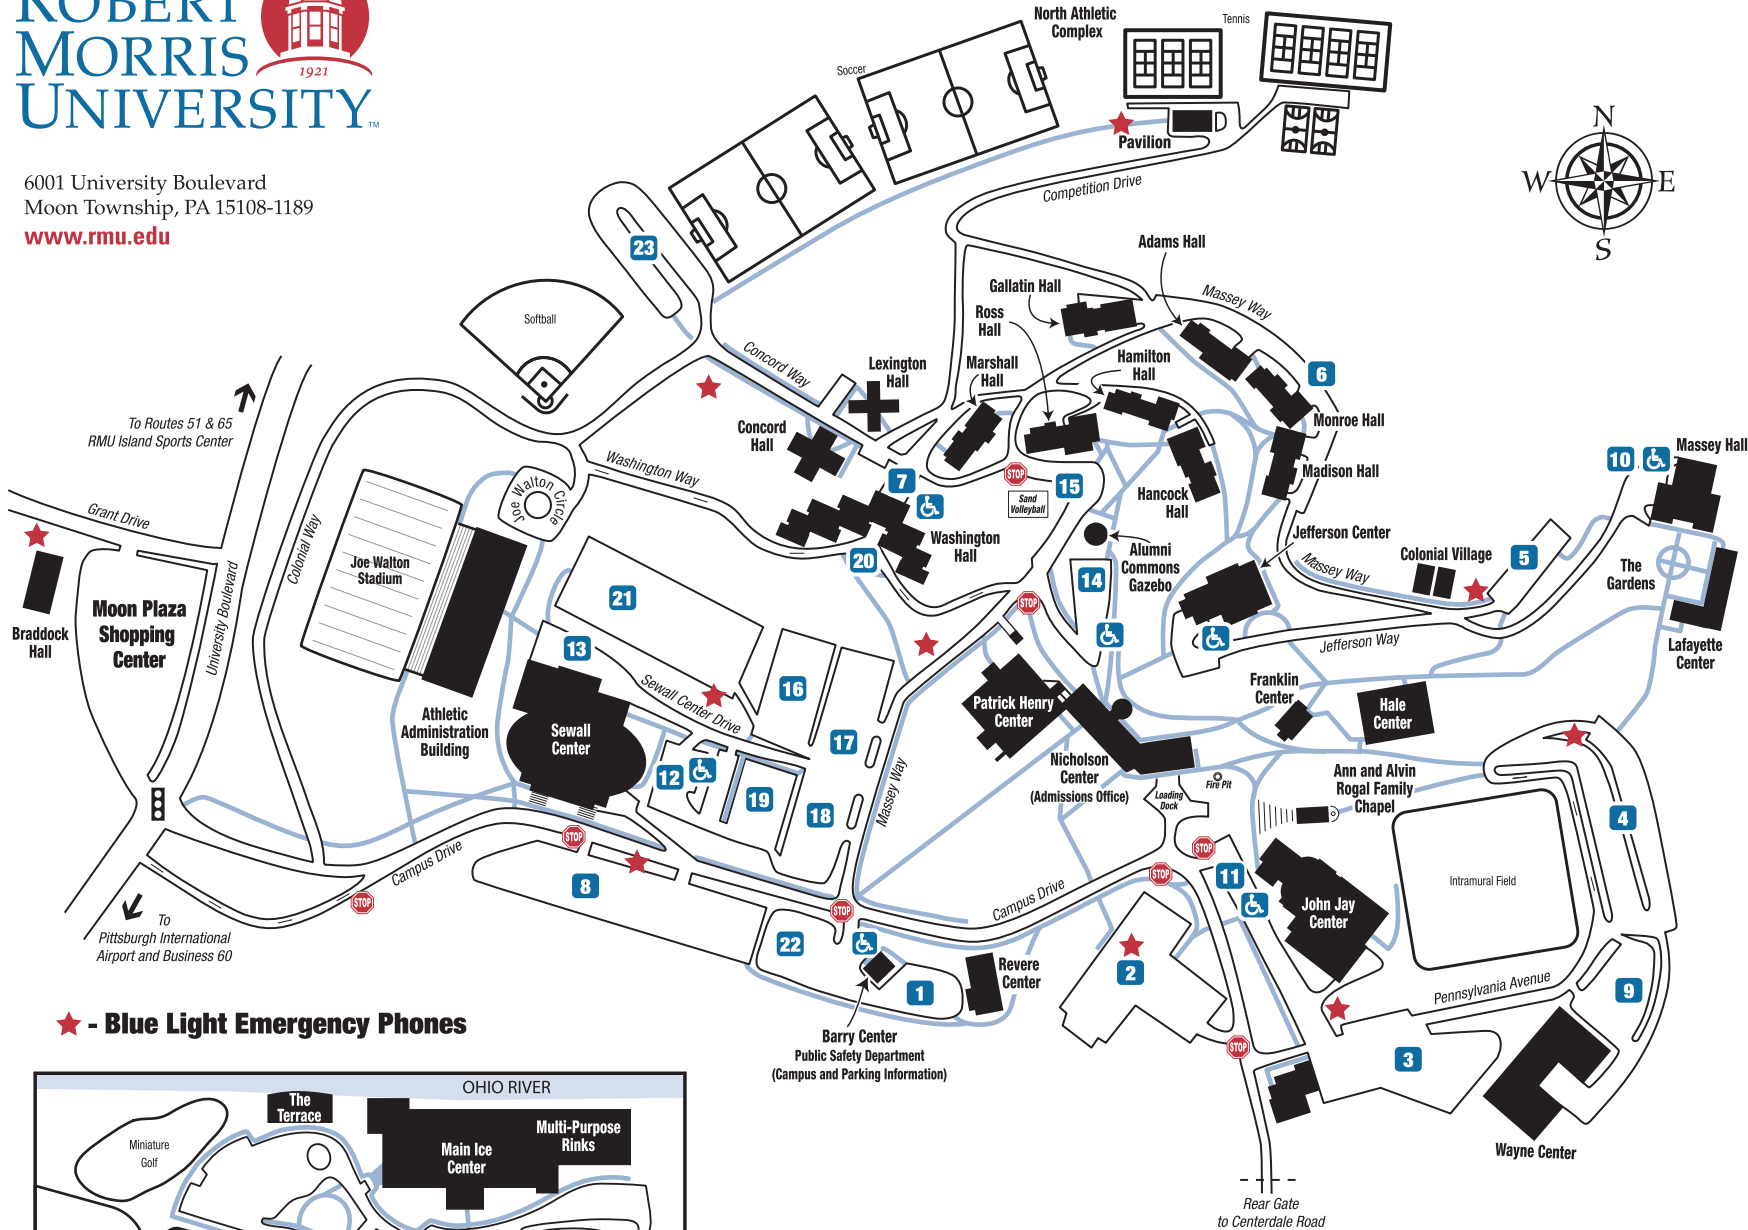 ROBERT
MORRIS
UNIVERSITY™
1921
6001 University Boulevard
Moon Township, PA 15108-1189
www.rmu.edu
North Athletic
Complex
Tennis
Soccer
Pavilion
Competition Drive
N
W
E
S
23
Softball
Adams Hall
Gallatin Hall
Massey Way
Ross
Hall
Hamilton
Hall
Marshall
Hall
Lexington
Hall
Concord Way
6
Monroe Hall
Concord
Hall
Madison Hall
To Routes 51 & 65
RMU Island Sports Center
Washington Way
7
STOP
15
Sand
Volleyball
Hancock
Hall
10
Massey Hall
Joe Walton Circle
Grant Drive
Colonial Way
Joe Walton
Stadium
Washington
Hall
20
Alumni
Commons
Gazebo
Jefferson Center
Massey Way
Colonial Village
5
The
Gardens
Braddock
Hall
Moon Plaza
Shopping
Center
University Boulevard
21
14
STOP
13
Jefferson Way
Lafayette
Center
Sewall Center Drive
16
Patrick Henry
Center
Franklin
Center
Hale
Center
Athletic
Administration
Building
Sewall
Center
17
Massey Way
Nicholson
Center
(Admissions Office)
Fire Pit
Loading
Dock
Ann and Alvin
Rogal Family
Chapel
12
19
18
4
STOP
Campus Drive
8
STOP
STOP
STOP
11
Campus Drive
STOP
John Jay
Center
Intramural Field
STOP
To
Pittsburgh International
Airport and Business 60
22
1
Revere
Center
2
Pennsylvania Avenue
9
Barry Center
Public Safety Department
(Campus and Parking Information)
STOP
3
Wayne Center
Rear Gate
to Centerdale Road
- Blue Light Emergency Phones
OHIO RIVER
The
Terrace
Miniature
Golf
Main Ice
Center
Multi-Purpose
Rinks